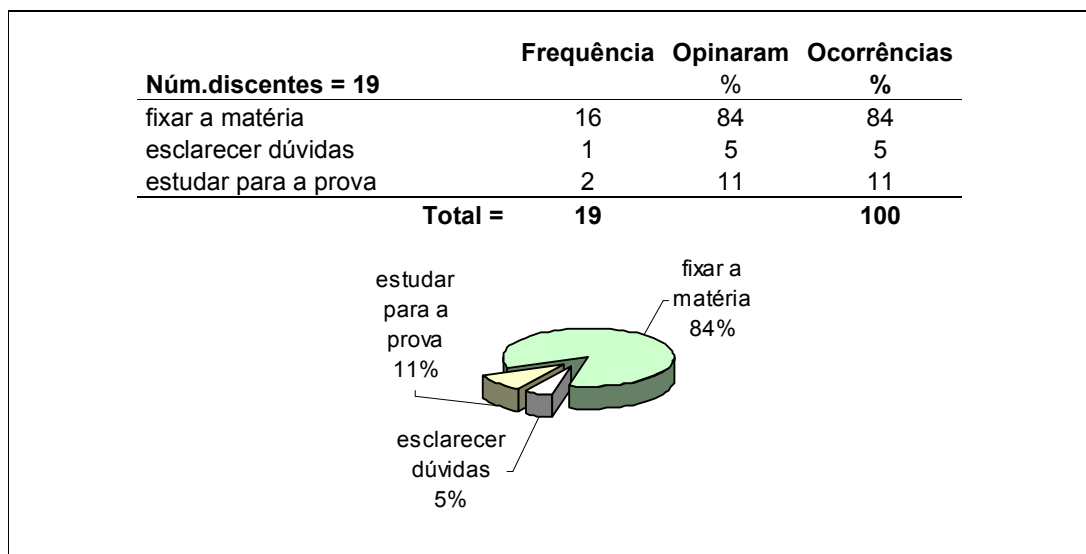 Frequência Opinaram Ocorrências
Núm.discentes = 19 % %
fixar a matéria 16 84 84
esclarecer dúvidas 1 5 5
estudar para a prova 2 11 11
Total = 19 100
fixar a
matéria
84%
estudar
para a
prova
11%
esclarecer
dúvidas
5%